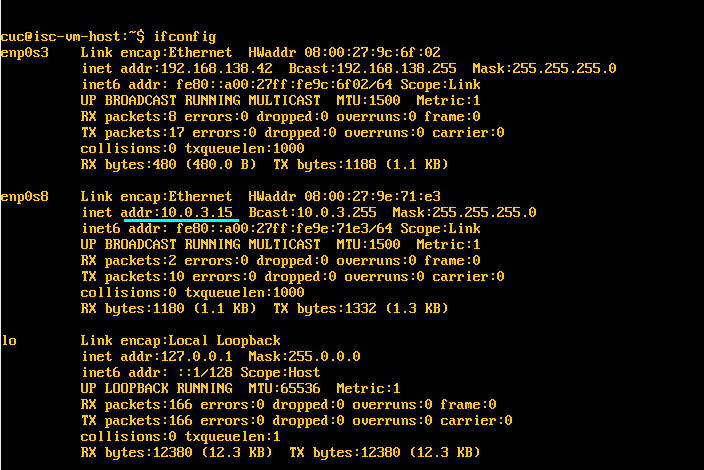 cuc@isc-vm-host:~$ ifconfig
enp0s3    Link encap:Ethernet  HWaddr 08:00:27:9c:6f:02
          inet addr:192.168.138.42  Bcast:192.168.138.255  Mask:255.255.255.0
          inet6 addr: fe80::a00:27ff:fe9c:6f02/64 Scope:Link
          UP BROADCAST RUNNING MULTICAST  MTU:1500  Metric:1
          RX packets:8 errors:0 dropped:0 overruns:0 frame:0
          TX packets:17 errors:0 dropped:0 overruns:0 carrier:0
          collisions:0 txqueuelen:1000
          RX bytes:480 (480.0 B)  TX bytes:1188 (1.1 KB)
enp0s8    Link encap:Ethernet  HWaddr 08:00:27:9e:71:e3
          inet addr:10.0.3.15  Bcast:10.0.3.255  Mask:255.255.255.0
          inet6 addr: fe80::a00:27ff:fe9e:71e3/64 Scope:Link
          UP BROADCAST RUNNING MULTICAST  MTU:1500  Metric:1
          RX packets:2 errors:0 dropped:0 overruns:0 frame:0
          TX packets:10 errors:0 dropped:0 overruns:0 carrier:0
          collisions:0 txqueuelen:1000
          RX bytes:1180 (1.1 KB)  TX bytes:1332 (1.3 KB)
lo        Link encap:Local Loopback
          inet addr:127.0.0.1  Mask:255.0.0.0
          inet6 addr: ::1/128 Scope:Host
          UP LOOPBACK RUNNING  MTU:65536  Metric:1
          RX packets:166 errors:0 dropped:0 overruns:0 frame:0
          TX packets:166 errors:0 dropped:0 overruns:0 carrier:0
          collisions:0 txqueuelen:1
          RX bytes:12380 (12.3 KB)  TX bytes:12380 (12.3 KB)